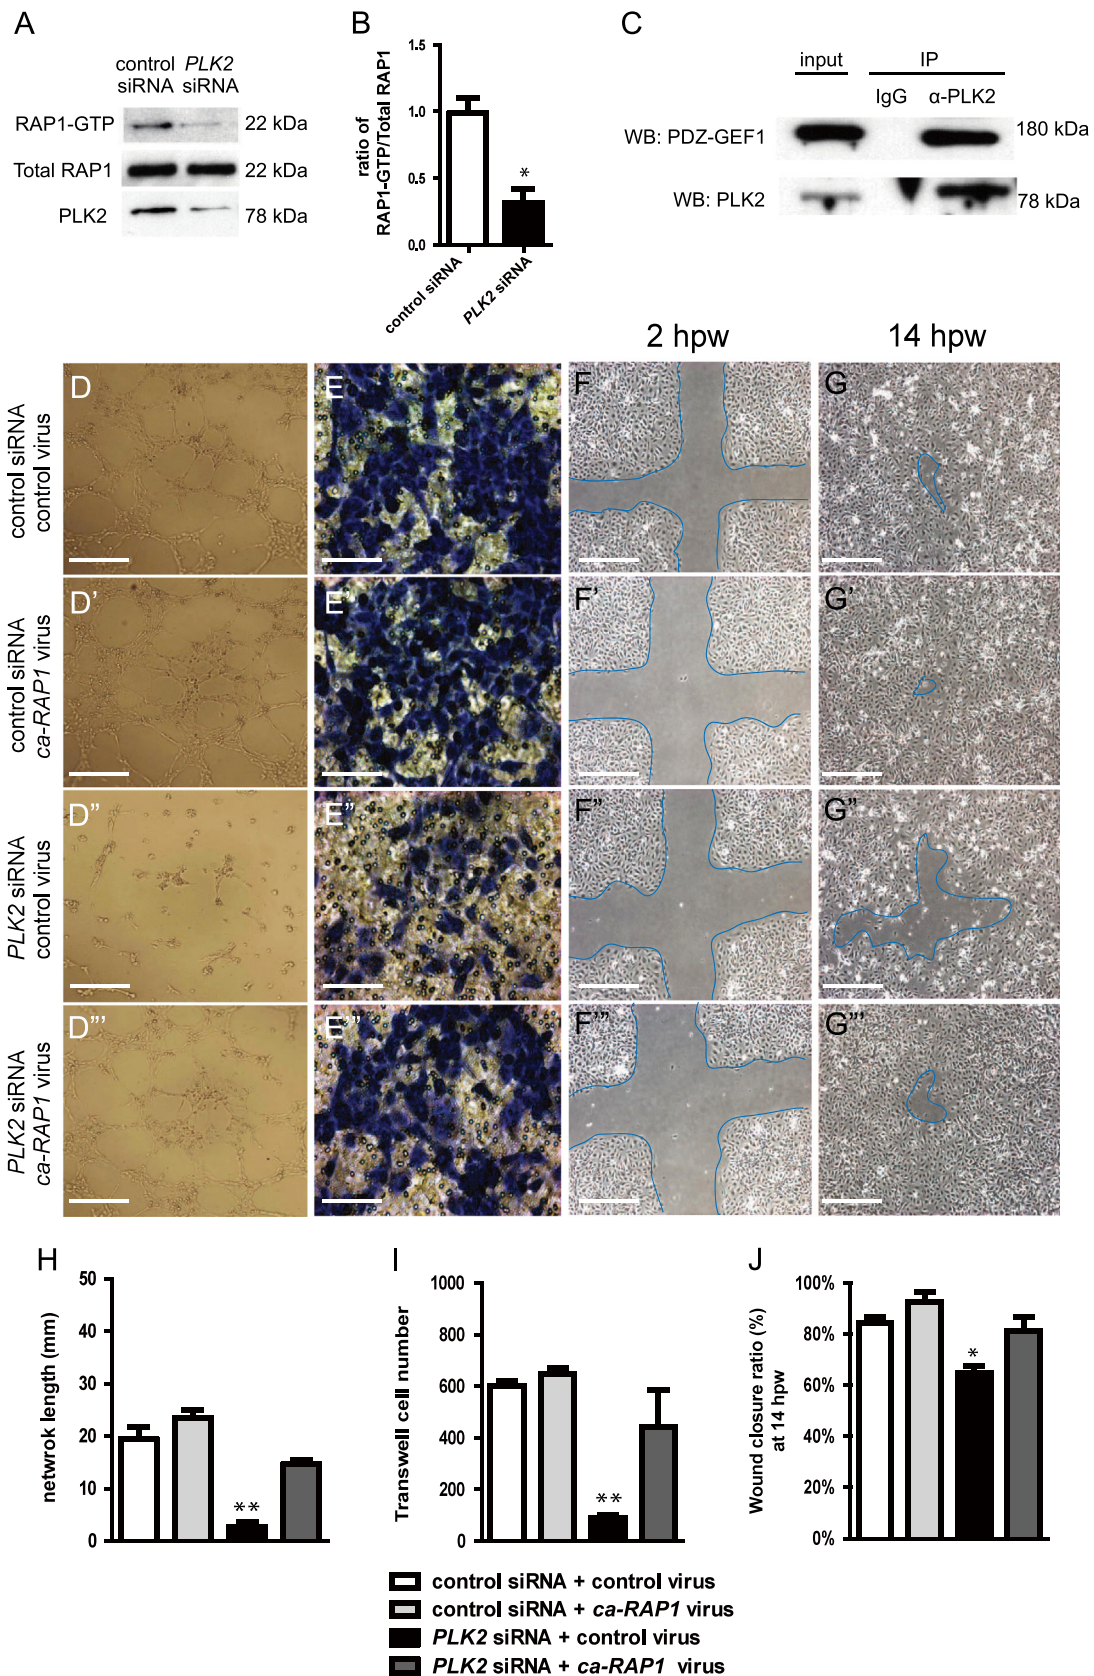 A
control siRNA
PLK2 siRNA
RAP1-GTP
22 kDa
Total RAP1
22 kDa
PLK2
78 kDa
B
ratio of
RAP1-GTP/Total RAP1
1.5
1.0
0.5
0.0
*
control siRNA
PLK2 siRNA
C
input
IP
IgG
α-PLK2
WB: PDZ-GEF1
180 kDa
WB: PLK2
78 kDa
2 hpw
14 hpw
control siRNA
control virus
D
E
F
G
control siRNA
ca-RAP1 virus
D'
E'
F'
G'
PLK2 siRNA
control virus
D"
E"
F"
G"
PLK2 siRNA
ca-RAP1 virus
D"'
E"'
F"'
G"'
H
netwrok length (mm)
50
40
30
20
10
0
**
I
Transwell cell number
1000
800
600
400
200
0
**
J
Wound closure ratio (%)
at 14 hpw
100%
80%
60%
40%
20%
0%
*
control siRNA + control virus
control siRNA + ca-RAP1 virus
PLK2 siRNA + control virus
PLK2 siRNA + ca-RAP1 virus